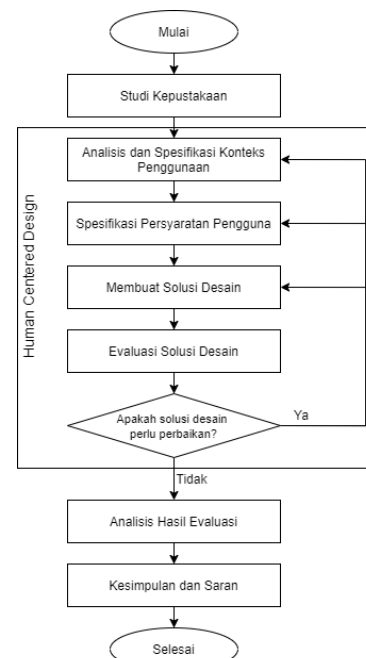 Mulai
Studi Kepustakaan
Human Centered Design
Analisis dan Spesifikasi Konteks
Penggunaan
Spesifikasi Persyaratan Pengguna
Membuat Solusi Desain
Evaluasi Solusi Desain
Apakah solusi desain
perlu perbaikan?
Ya
Tidak
Analisis Hasil Evaluasi
Kesimpulan dan Saran
Selesai